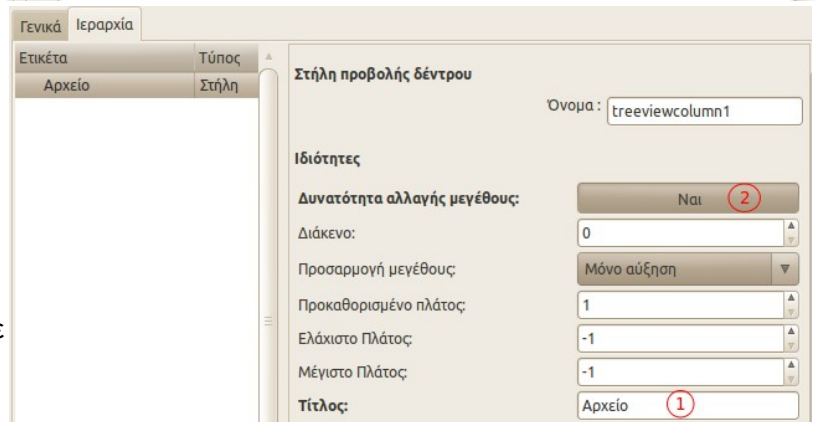 Γενικά Ιεραρχία
Ετικέτα Τύπος
Αρχείο Στήλη
Στήλη προβολής δέντρου
Όνομα : treeviewcolumn1
Ιδιότητες
Δυνατότητα αλλαγής μεγέθους: Ναι 2
Διάκενο: 0
Προσαρμογή μεγέθους: Μόνο αύξηση
Προκαθορισμένο πλάτος: 1
ε
Ελάχιστο Πλάτος: -1
Μέγιστο Πλάτος: -1
Τίτλος: Αρχείο 1